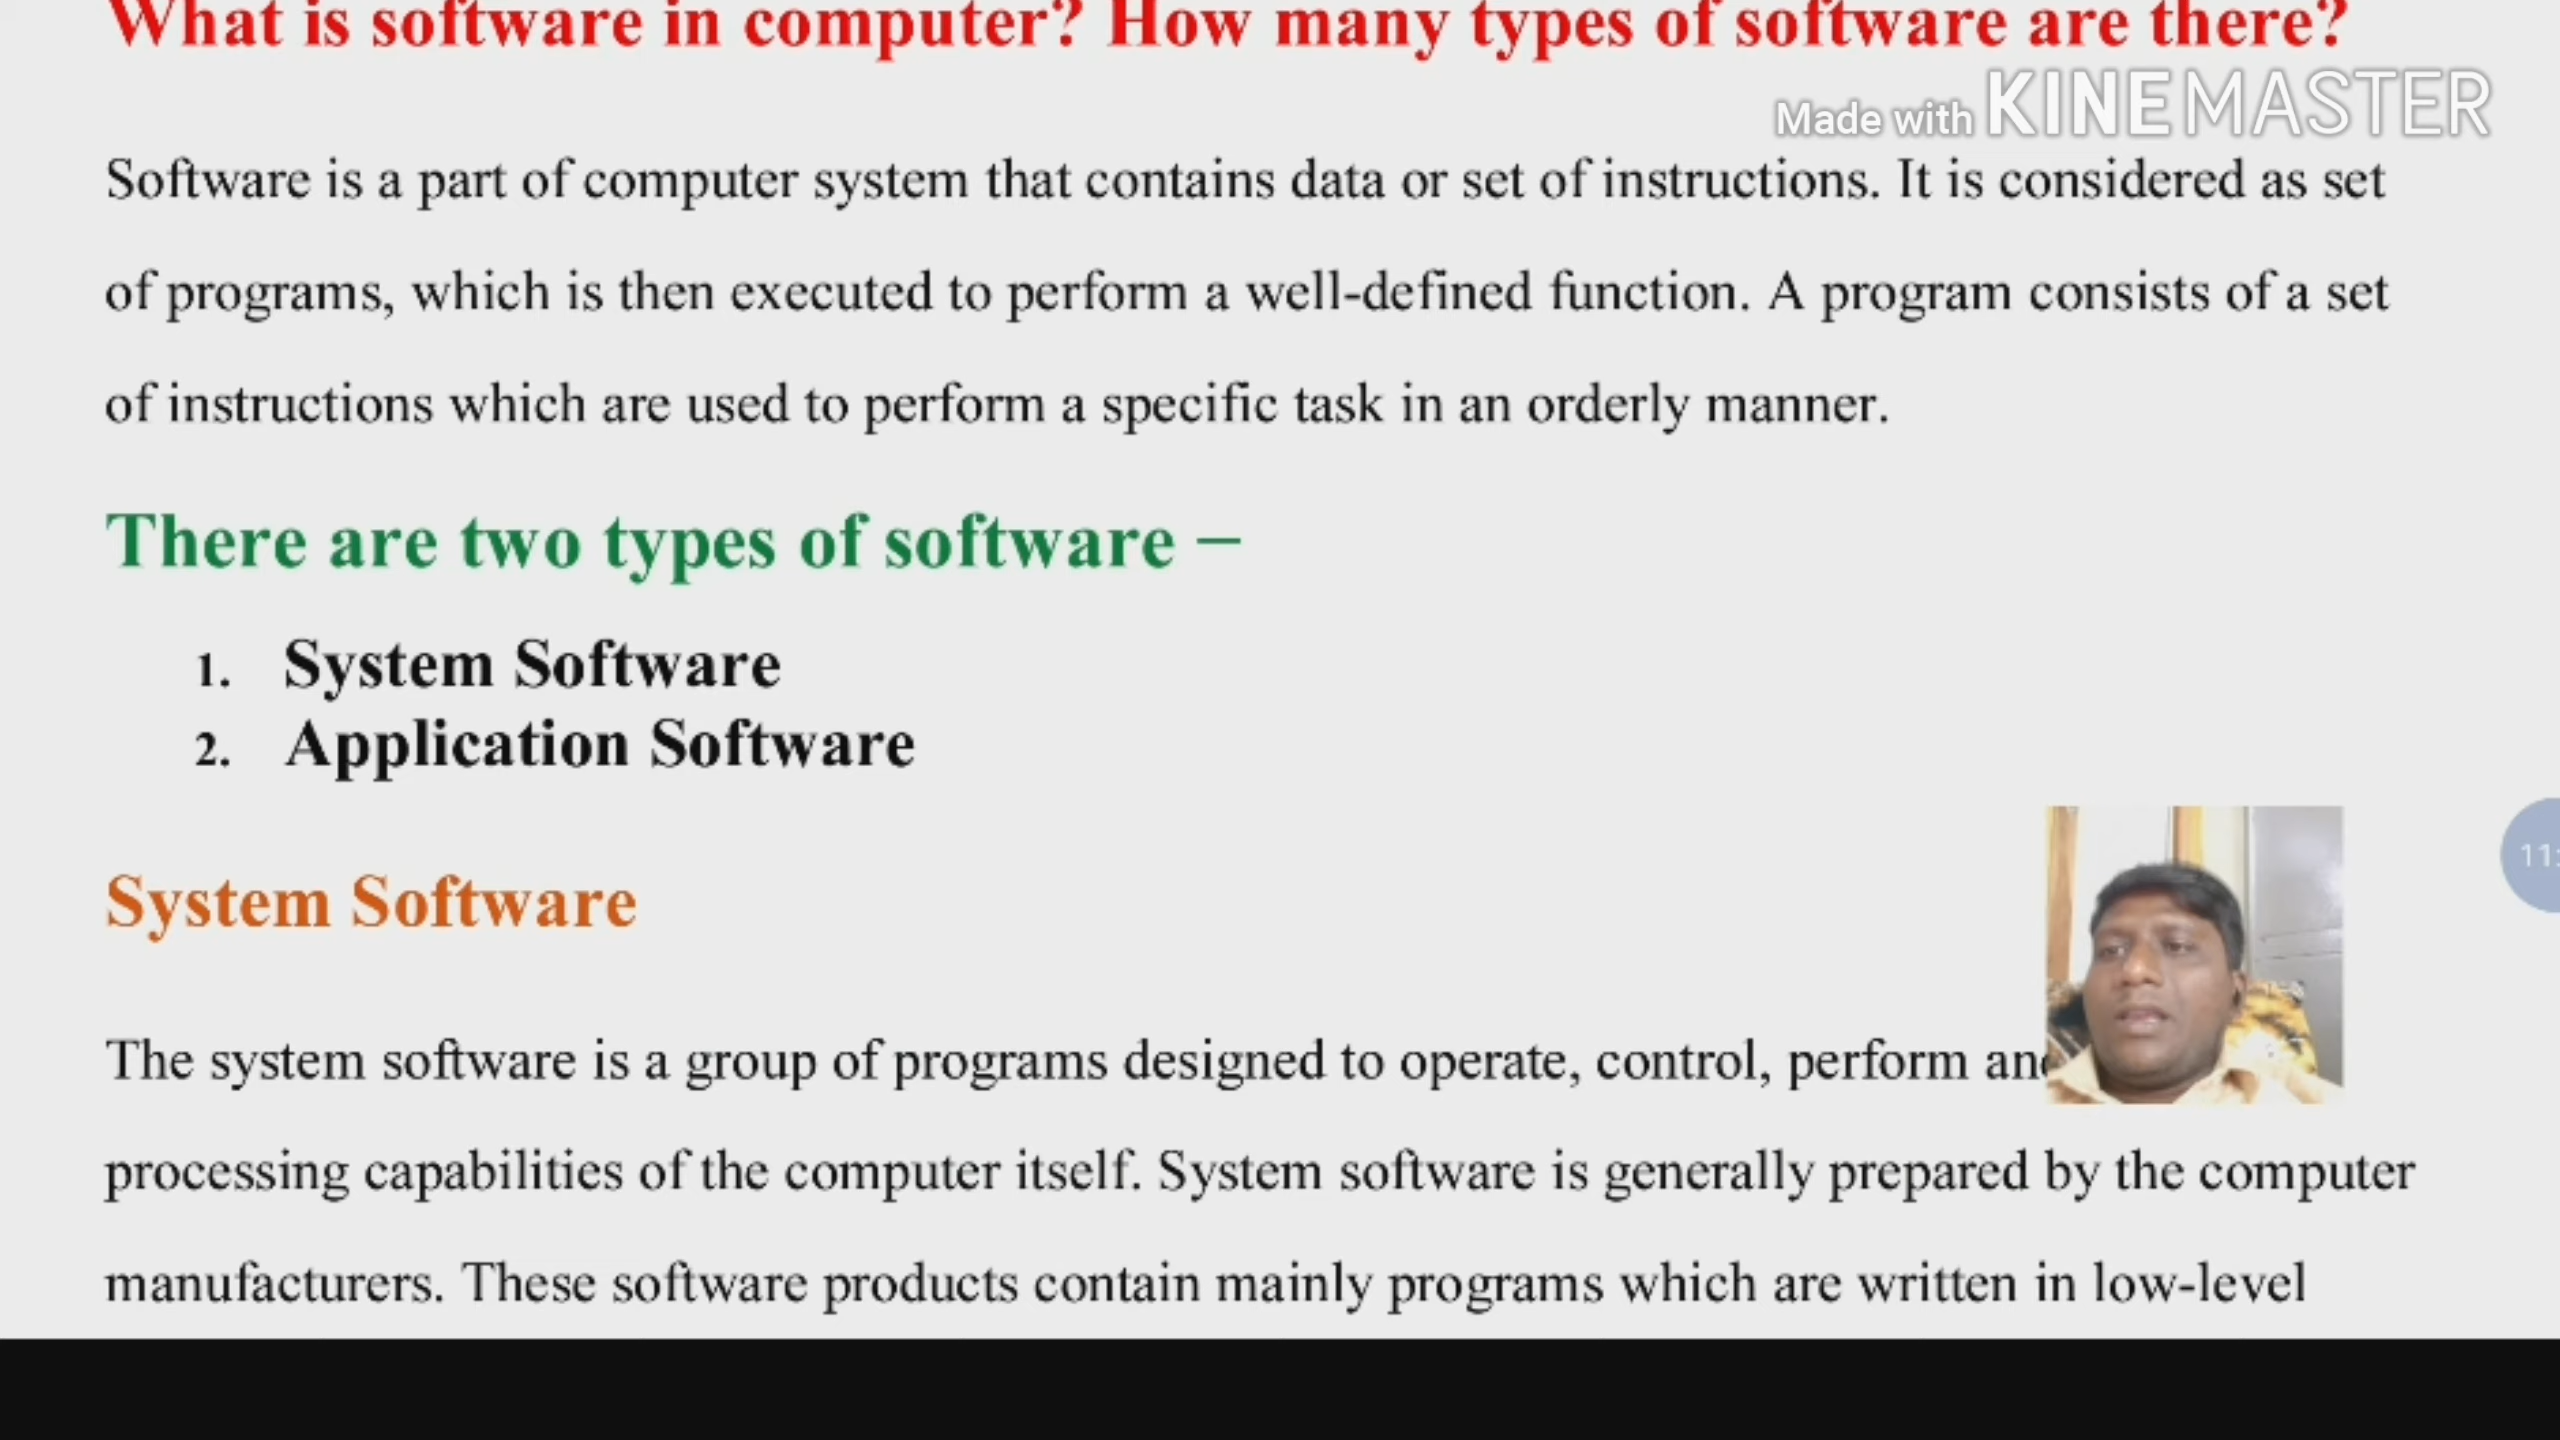 What is software in computer? How many types of software are there?
Made with KINEMASTER
Software is a part of computer system that contains data or set of instructions. It is considered as set
of programs, which is then executed to perform a well-defined function. A program consists of a set
of instructions which are used to perform a specific task in an orderly manner.
There are two types of software –
1. System Software
2. Application Software
11:
System Software
The system software is a group of programs designed to operate, control, perform
processing capabilities of the computer itself. System software is generally prepared by the computer
manufacturers. These software products contain mainly programs which are written in low-level